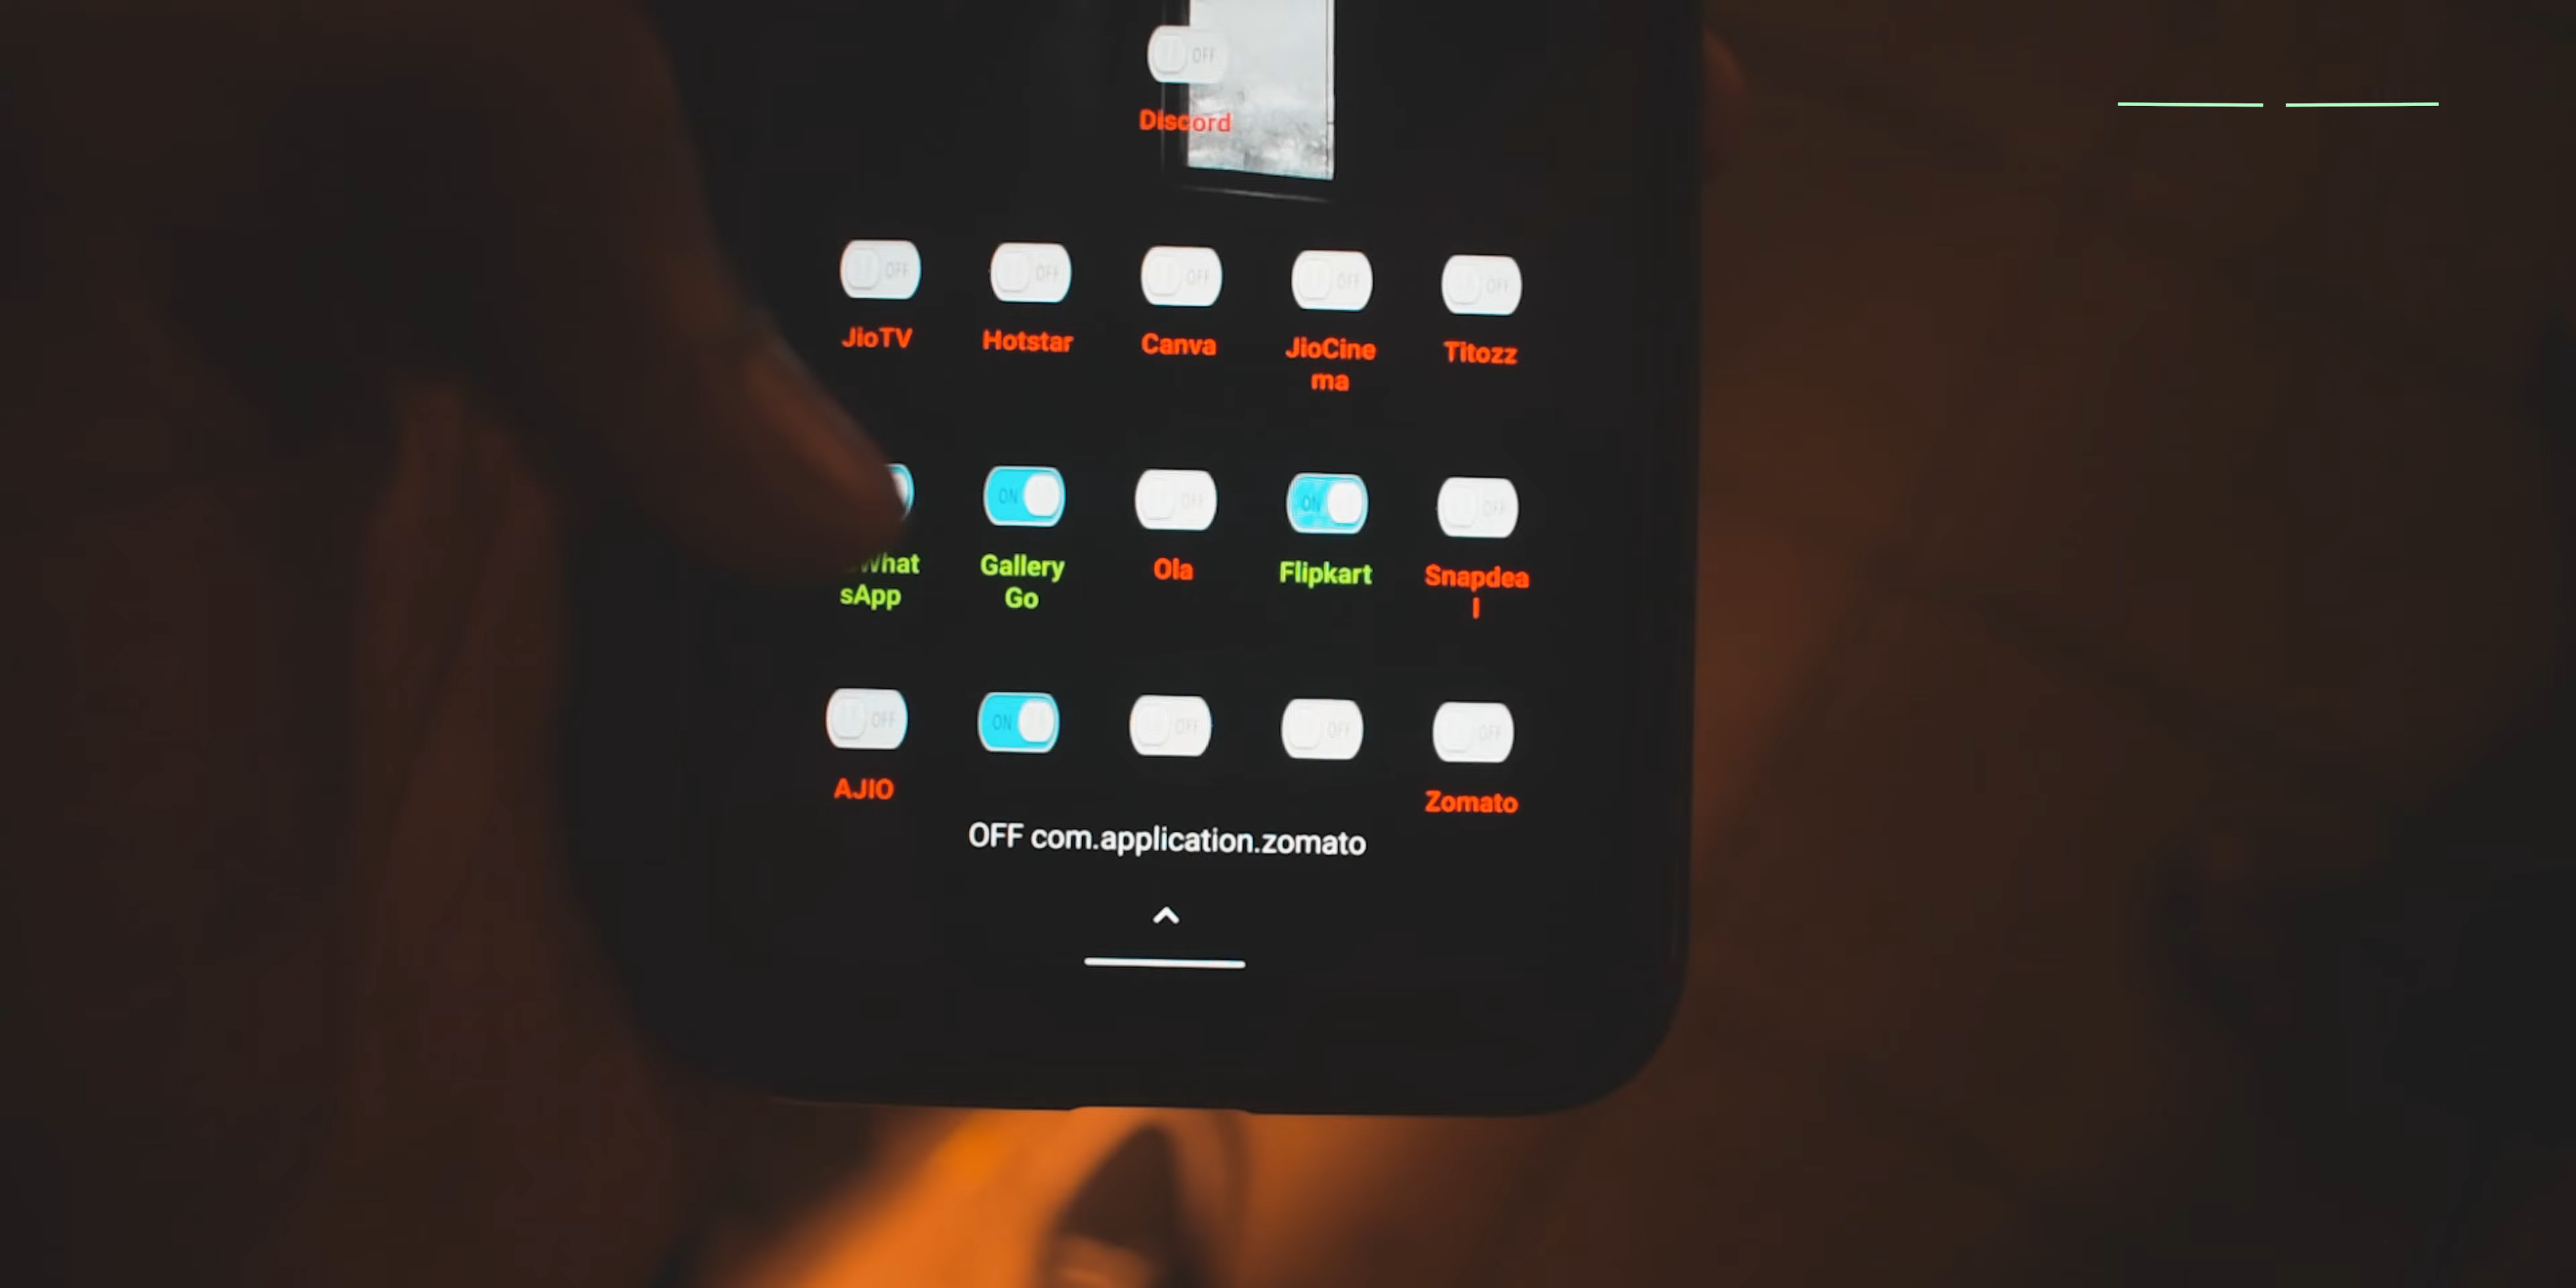 OFF
Discord
OFF OFF OFF OFF OFF
JioTV Hotstar Canva JioCine Titozz
ma
ON OFF ON OFF
What Gallery Ola Flipkart Snapdea
sApp Go l
OFF ON OFF OFF OFF
AJIO Zomato
OFF com.application.zomato